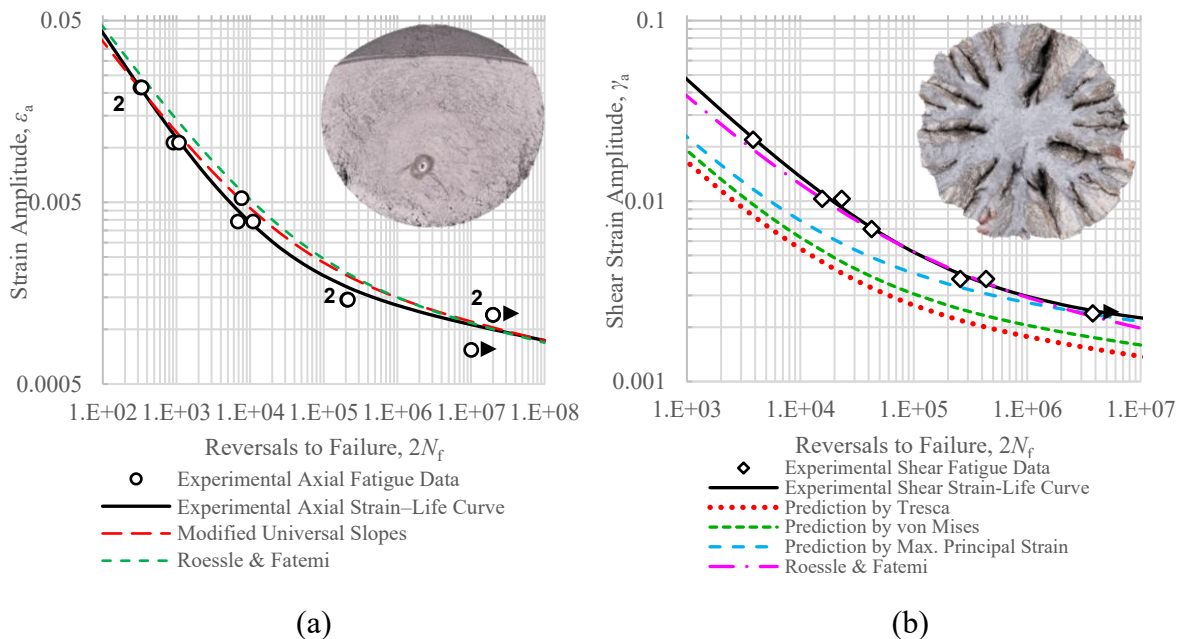 (a)
0.05
0.005
0.0005
Strain Amplitude, εa
2
2
2
1.E+02 1.E+03 1.E+04 1.E+05 1.E+06 1.E+07 1.E+08
Reversals to Failure, 2Nf
Experimental Axial Fatigue Data
Experimental Axial Strain–Life Curve
Modified Universal Slopes
Roessle & Fatemi
(a)
(b)
0.1
0.01
0.001
Shear Strain Amplitude, γa
1.E+03 1.E+04 1.E+05 1.E+06 1.E+07
Reversals to Failure, 2Nf
Experimental Shear Fatigue Data
Experimental Shear Strain-Life Curve
Prediction by Tresca
Prediction by von Mises
Prediction by Max. Principal Strain
Roessle & Fatemi
(b)